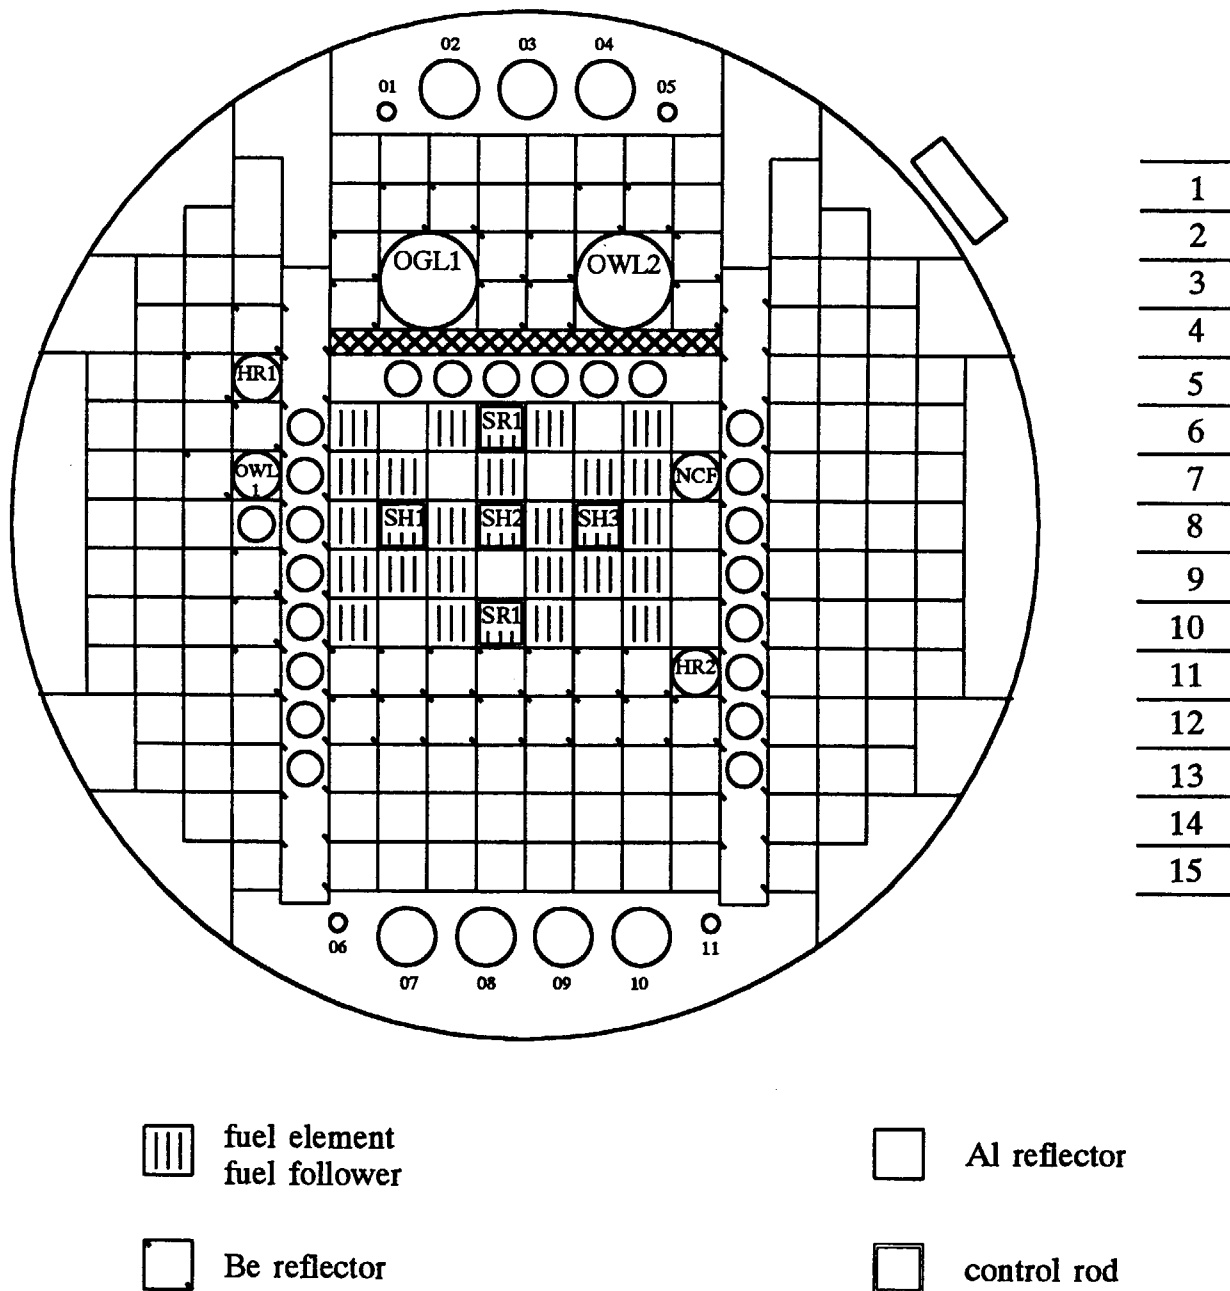 02 03 04
01 05
OGL1 OWL2
HR1
SR1
OWL
1
NCF
SH1 SH2 SH3
SR1
HR2
06 11
07 08 09 10
1
2
3
4
5
6
7
8
9
10
11
12
13
14
15
fuel element
fuel follower
Al reflector
Be reflector
control rod